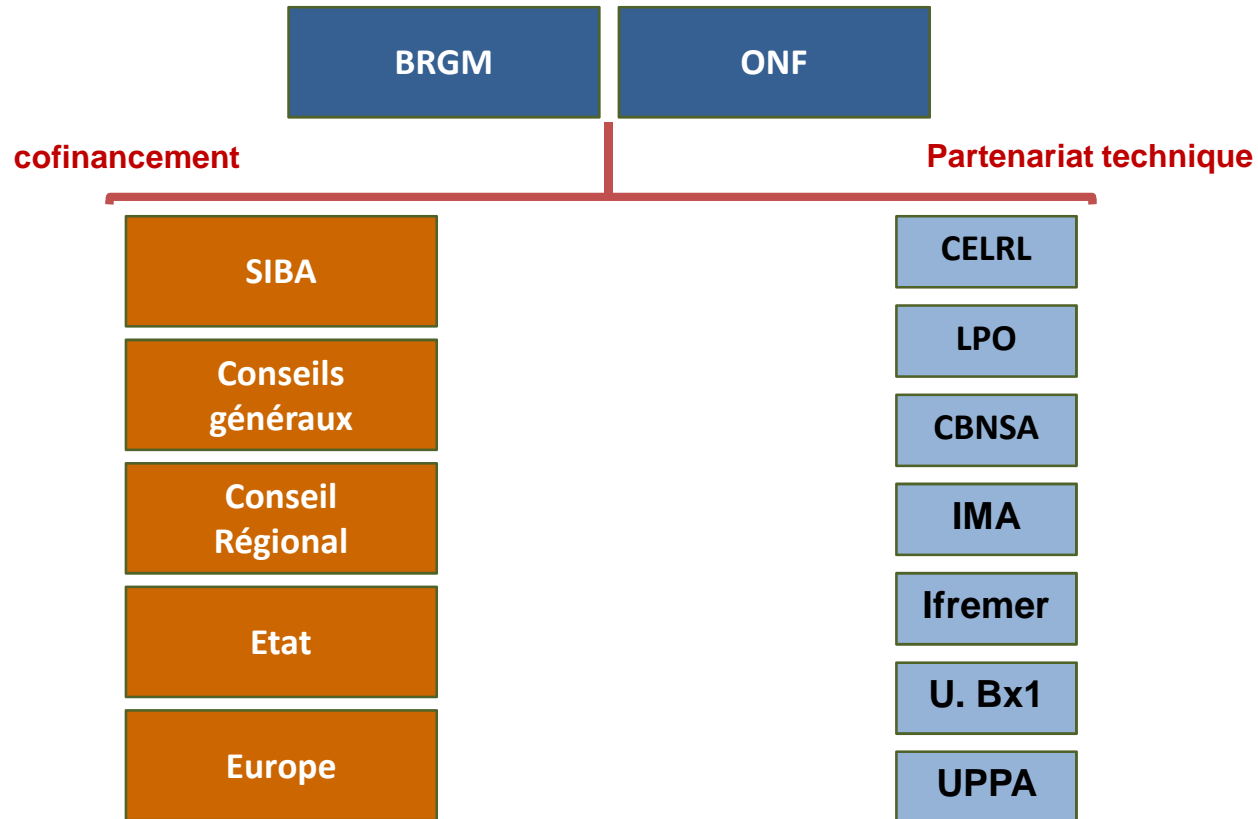 BRGM
ONF
cofinancement
Partenariat technique
SIBA
Conseils
généraux
Conseil
Régional
Etat
Europe
CELRL
LPO
CBNSA
IMA
Ifremer
U. Bx1
UPPA